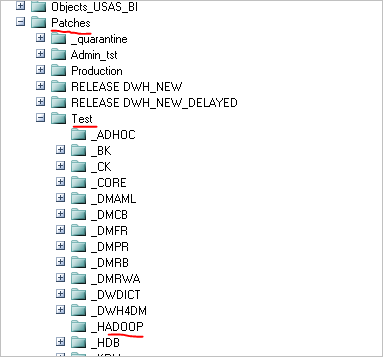 Objects_USAS_BI
Patches
_quarantine
Admin_tst
Production
RELEASE DWH_NEW
RELEASE DWH_NEW_DELAYED
Test
_ADHOC
_BK
_CK
_CORE
_DMAML
_DMCB
_DMFR
_DMPR
_DMRB
_DMRWA
_DWDICT
_DWH4DM
_HADOOP
_HDB